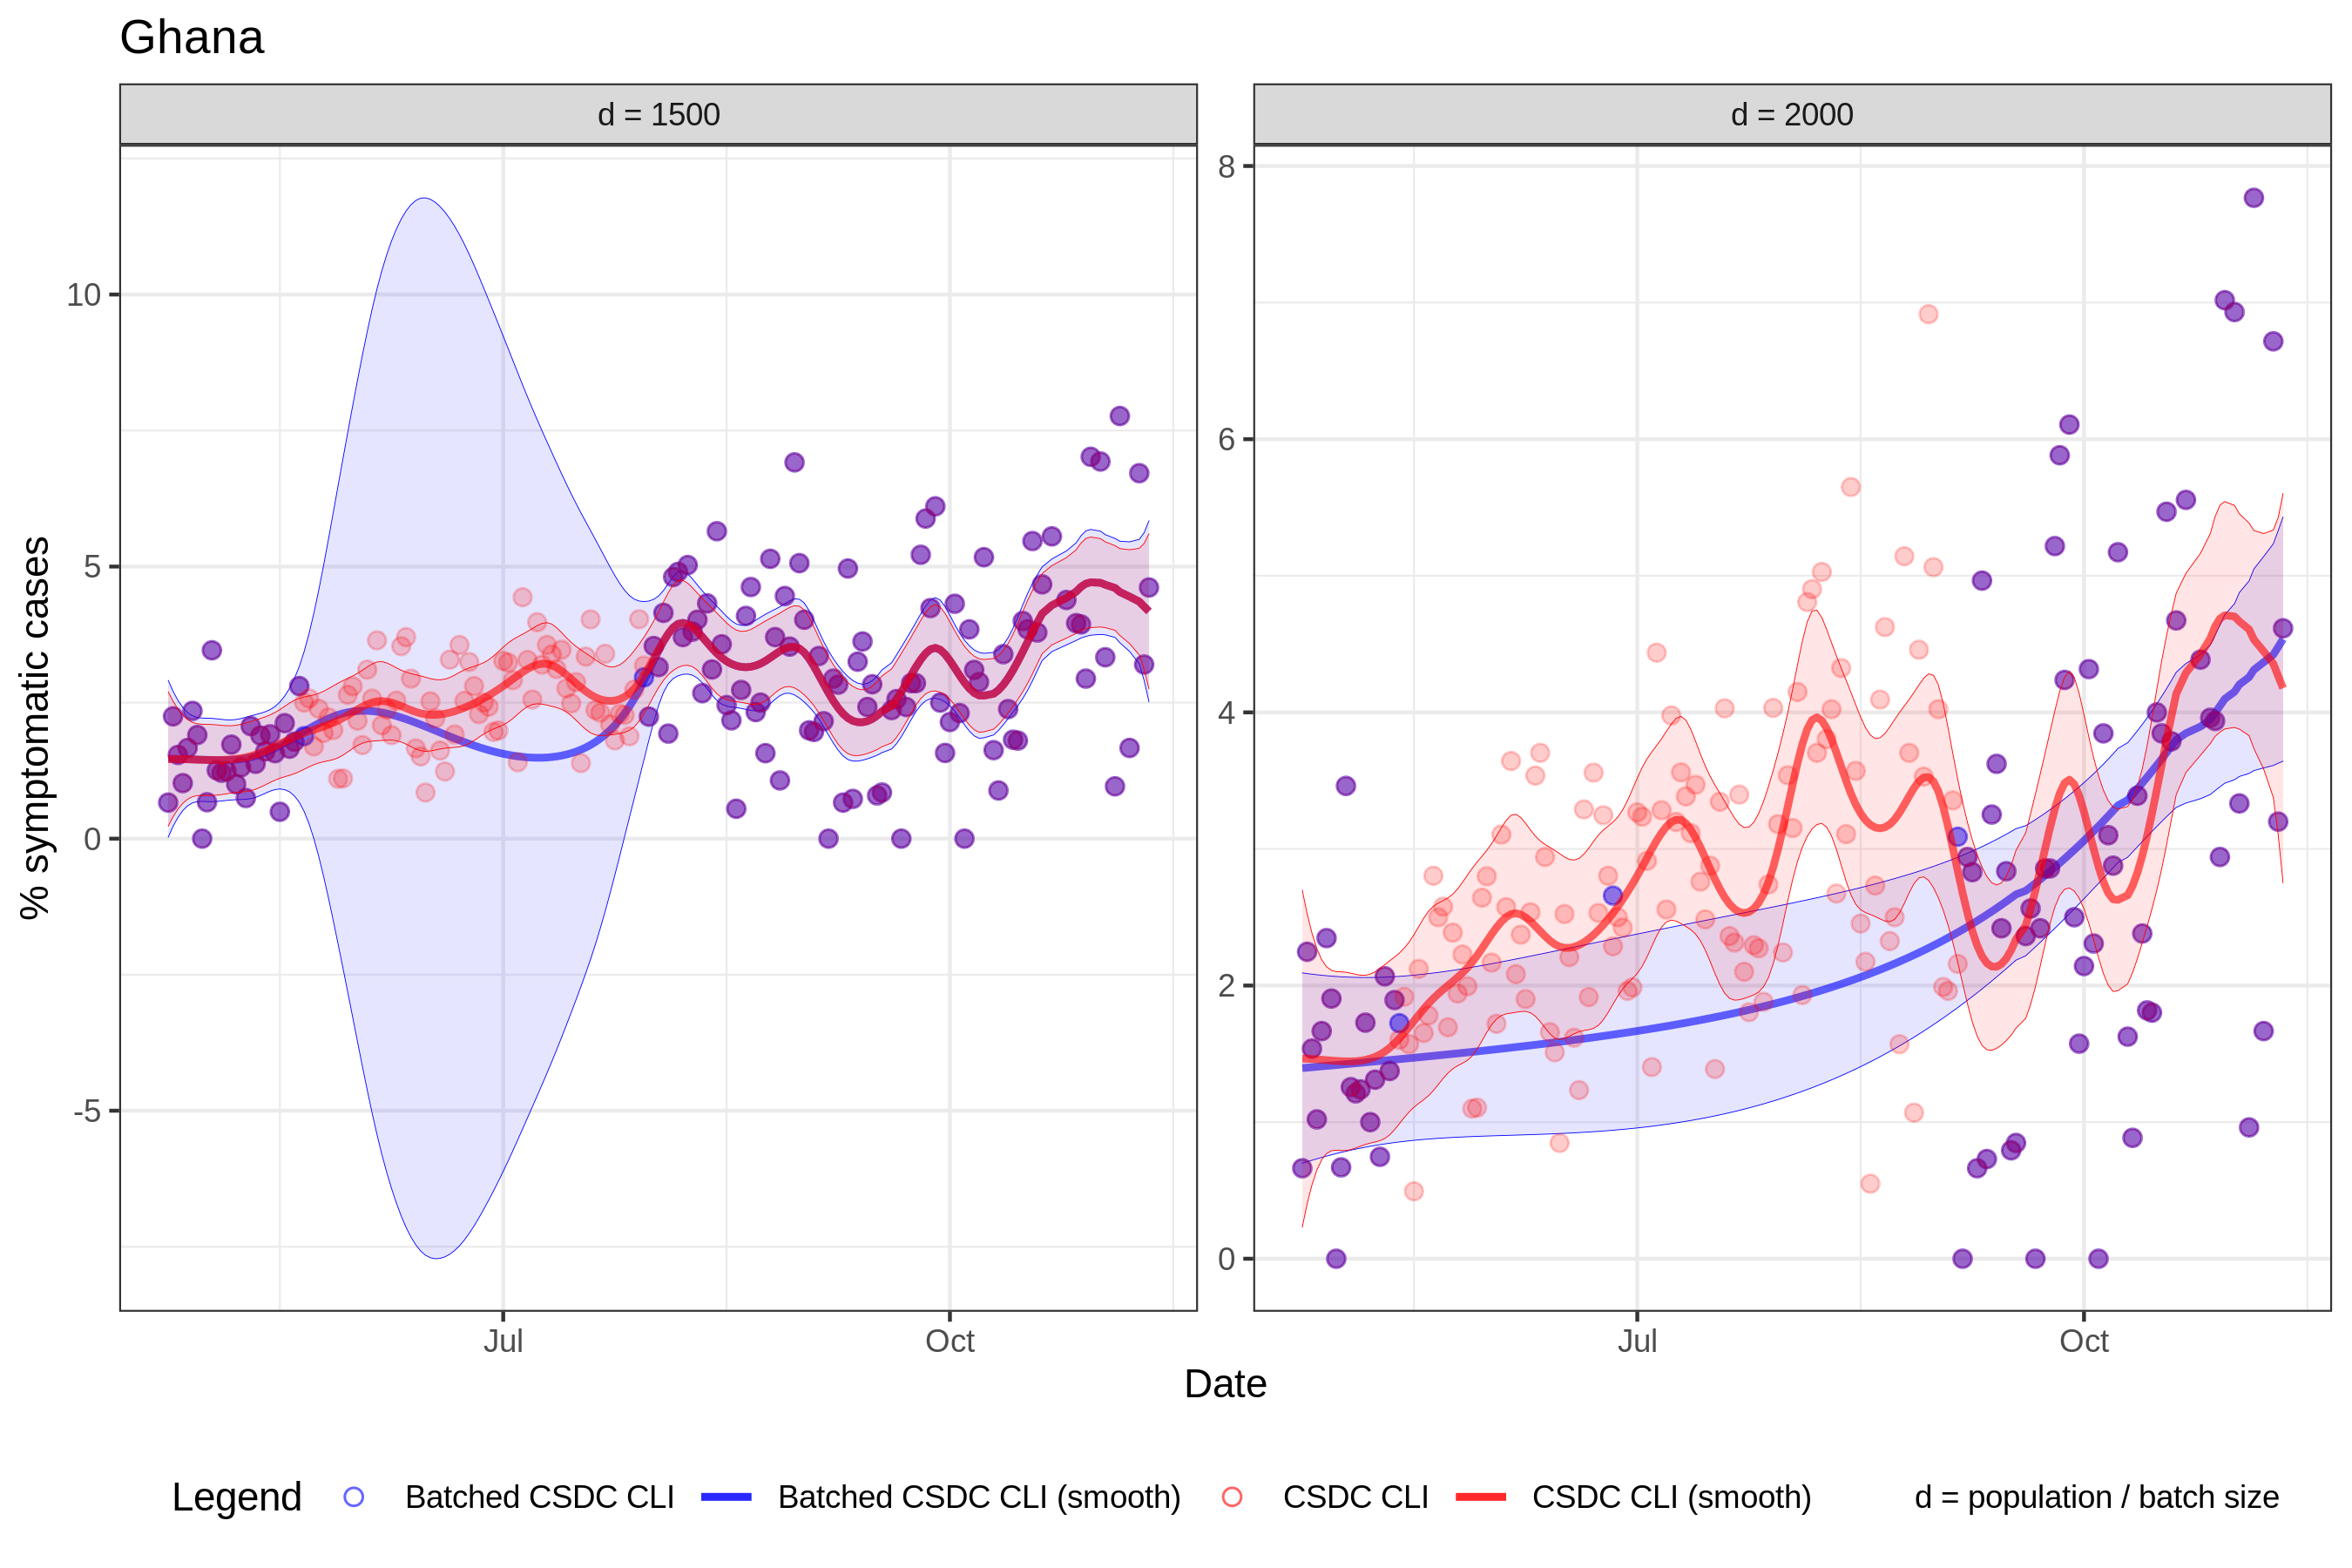 Ghana
d = 1500
d = 2000
% symptomatic cases
10
5
0
-5
8
6
4
2
0
Jul
Oct
Jul
Oct
Date
Legend
Batched CSDC CLI
Batched CSDC CLI (smooth)
CSDC CLI
CSDC CLI (smooth)
d = population / batch size